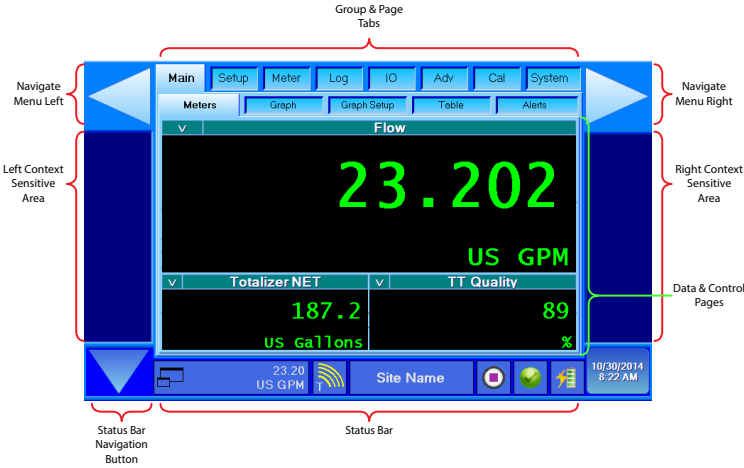 Group & Page
Tabs
Navigate
Menu Left
Navigate
Menu Right
Main Setup Meter Log IO Adv Cal System
Meters Graph Graph Setup Table Alerts
v Flow
23.202
US GPM
Left Context
Sensitive
Area
Right Context
Sensitive
Area
v Totalizer NET v TT Quality
187.2 89
US Gallons %
Data & Control
Pages
23.20
US GPM
T
Site Name
10/30/2014
8:22 AM
Status Bar
Navigation
Button
Status Bar